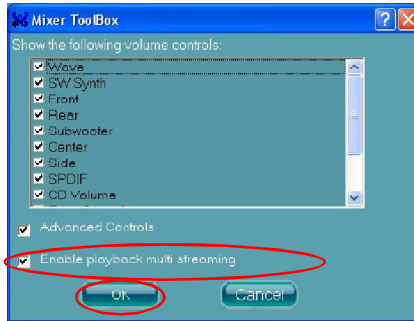 Mixer ToolBox
Show the following volume controls:
Wave
SW Synth
Front
Rear
Subwoofer
Center
Side
SPDIF
CD Volume
Advanced Controls
Enable playback multi streaming
OK Cancel